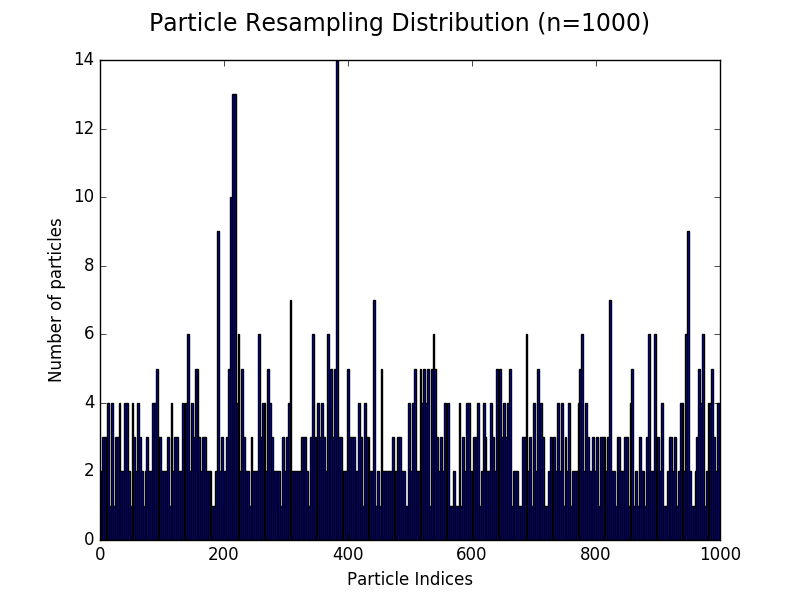 Particle Resampling Distribution (n=1000)
14
12
10
8
6
4
2
0
Number of particles
0 200 400 600 800 1000
Particle Indices